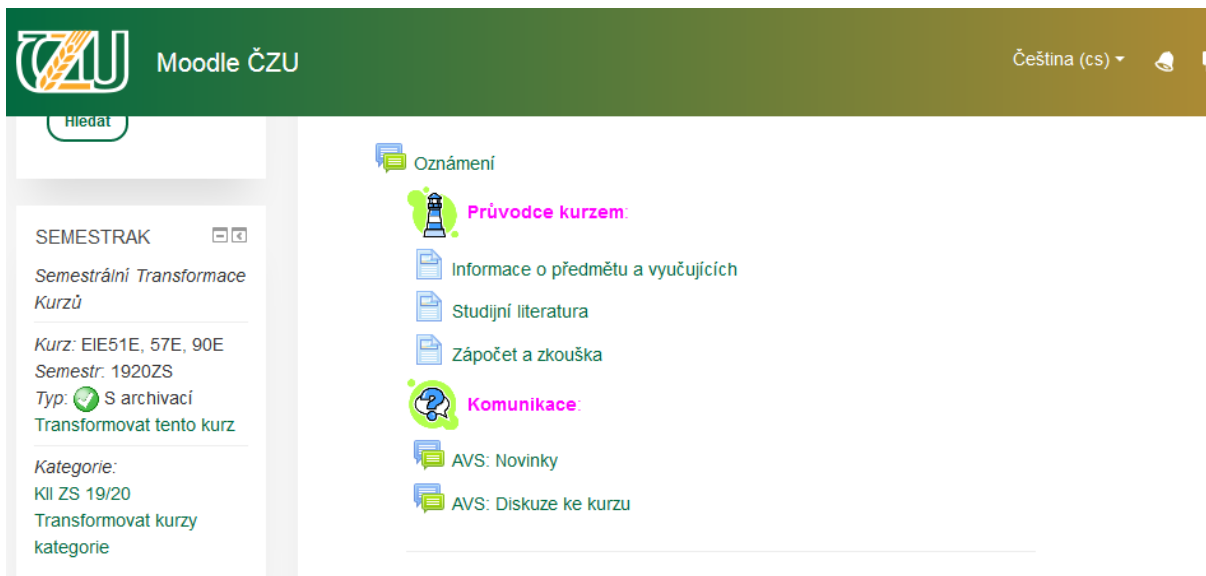 ČZU
Moodle ČZU
Čeština (cs)
Hledat
SEMESTRAK
Semestrální Transformace
Kurzů
Kurz: EIE51E, 57E, 90E
Semestr: 1920ZS
Typ: S archivací
Transformovat tento kurz
Kategorie:
KII ZS 19/20
Transformovat kurzy
kategorie
Oznámení
Průvodce kurzem:
Informace o předmětu a vyučujících
Studijní literatura
Zápočet a zkouška
Komunikace:
AVS: Novinky
AVS: Diskuze ke kurzu